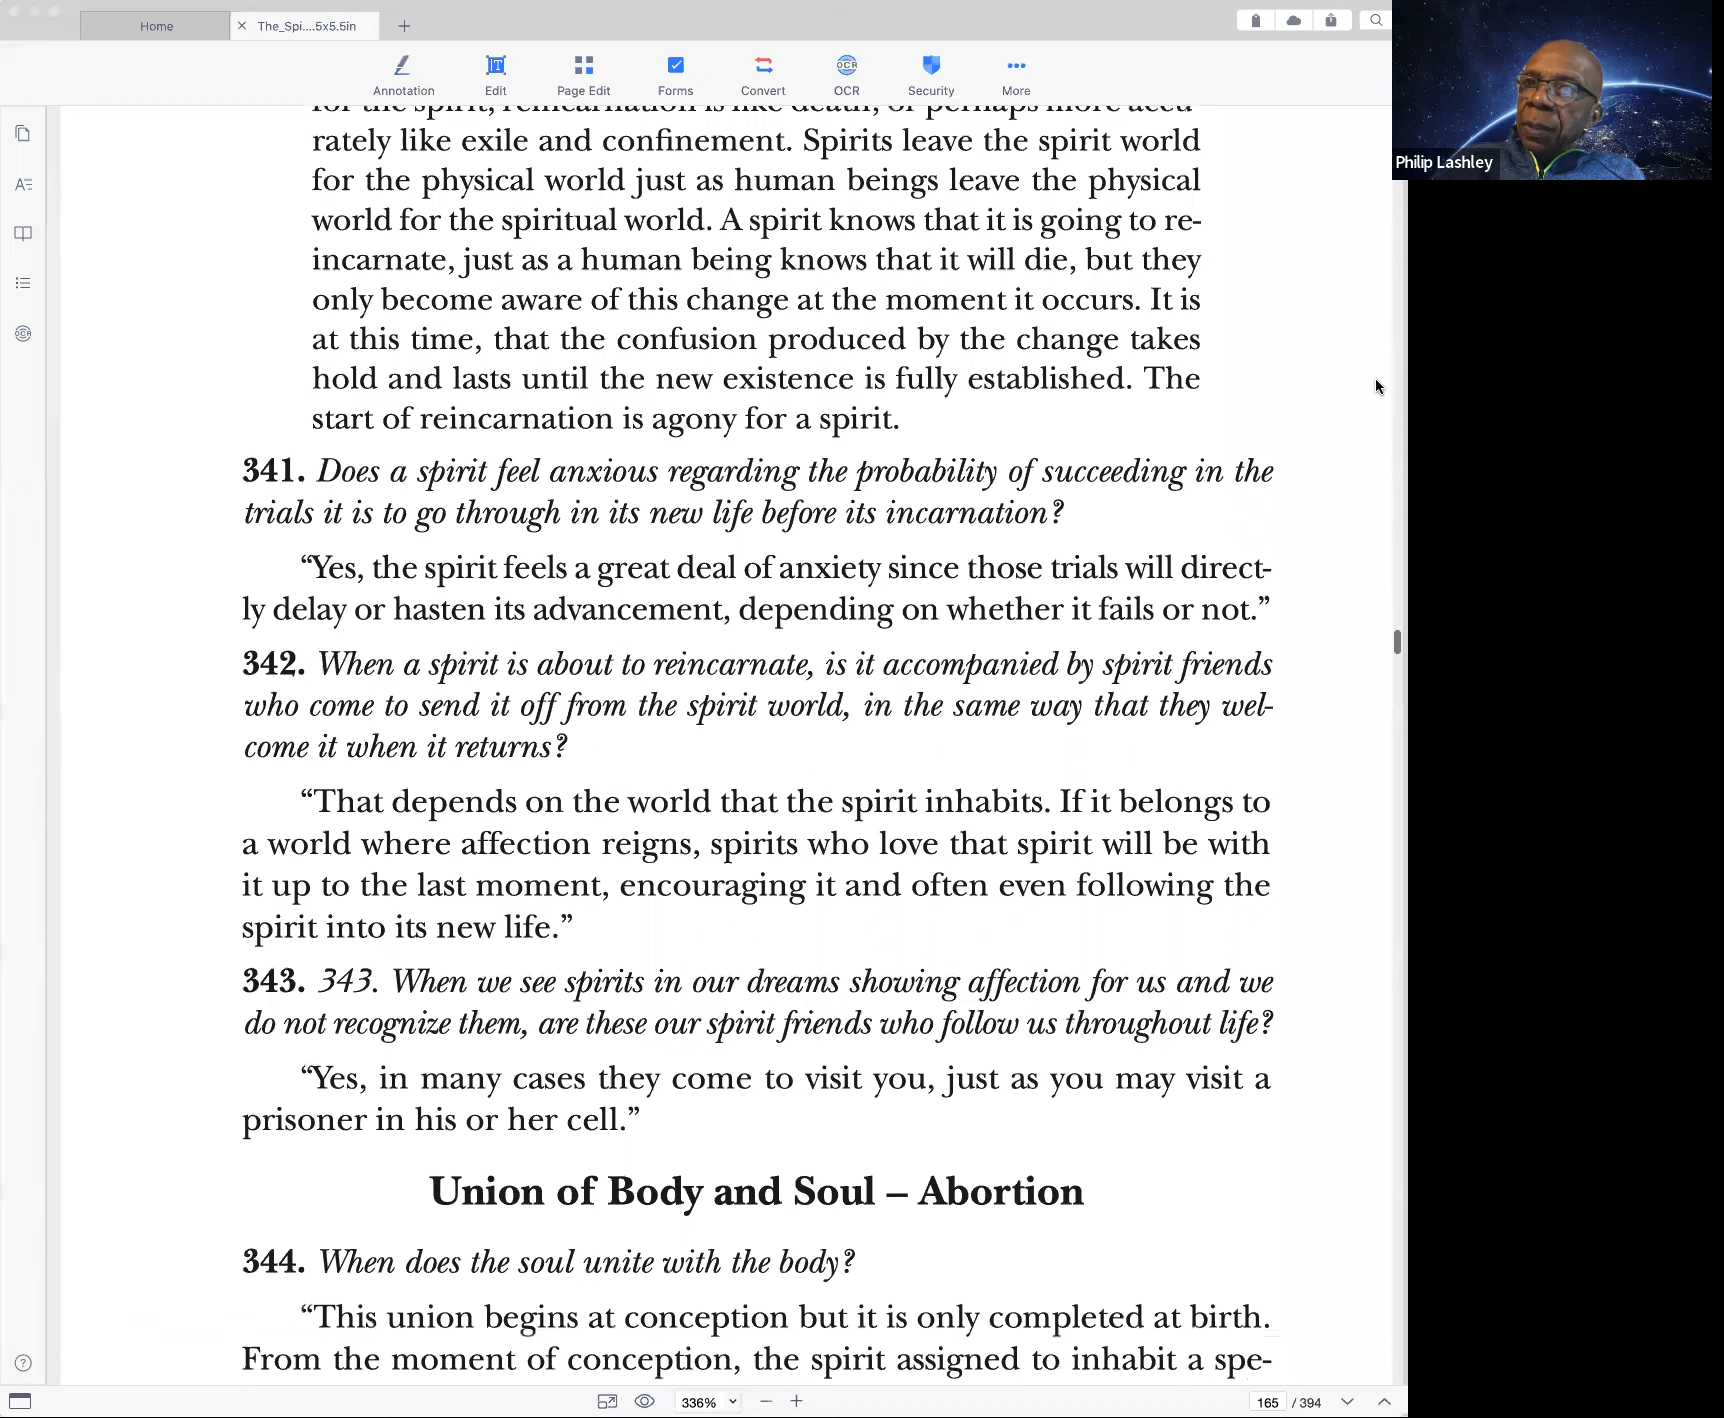 Home
The_Spi....5x5.5in
Annotation
Edit
Page Edit
Forms
Convert
OCR
OCR
Security
More
Philip Lashley
for the spirit, reincarnation is like death, or perhaps more accu-
rately like exile and confinement. Spirits leave the spirit world
for the physical world just as human beings leave the physical
world for the spiritual world. A spirit knows that it is going to re-
incarnate, just as a human being knows that it will die, but they
only become aware of this change at the moment it occurs. It is
at this time, that the confusion produced by the change takes
hold and lasts until the new existence is fully established. The
start of reincarnation is agony for a spirit.
341. Does a spirit feel anxious regarding the probability of succeeding in the
trials it is to go through in its new life before its incarnation?
“Yes, the spirit feels a great deal of anxiety since those trials will direct-
ly delay or hasten its advancement, depending on whether it fails or not.”
342. When a spirit is about to reincarnate, is it accompanied by spirit friends
who come to send it off from the spirit world, in the same way that they wel-
come it when it returns?
“That depends on the world that the spirit inhabits. If it belongs to
a world where affection reigns, spirits who love that spirit will be with
it up to the last moment, encouraging it and often even following the
spirit into its new life.”
343. 343. When we see spirits in our dreams showing affection for us and we
do not recognize them, are these our spirit friends who follow us throughout life?
“Yes, in many cases they come to visit you, just as you may visit a
prisoner in his or her cell.”
Union of Body and Soul – Abortion
344. When does the soul unite with the body?
“This union begins at conception but it is only completed at birth.
From the moment of conception, the spirit assigned to inhabit a spe-
336%
165 / 394